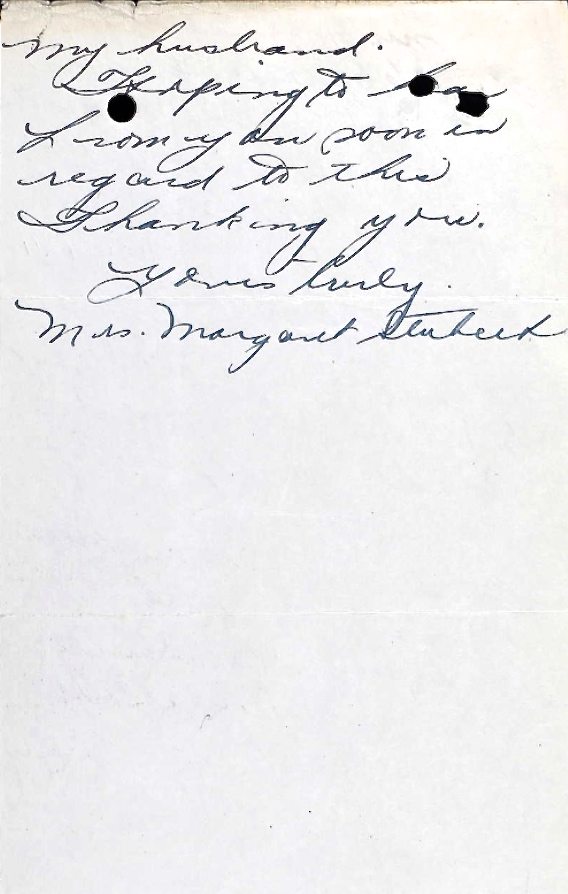 my husband.
Hoping to hear
from you soon in
regard to this
Thanking you.
Yours truly.
Mrs. Margaret